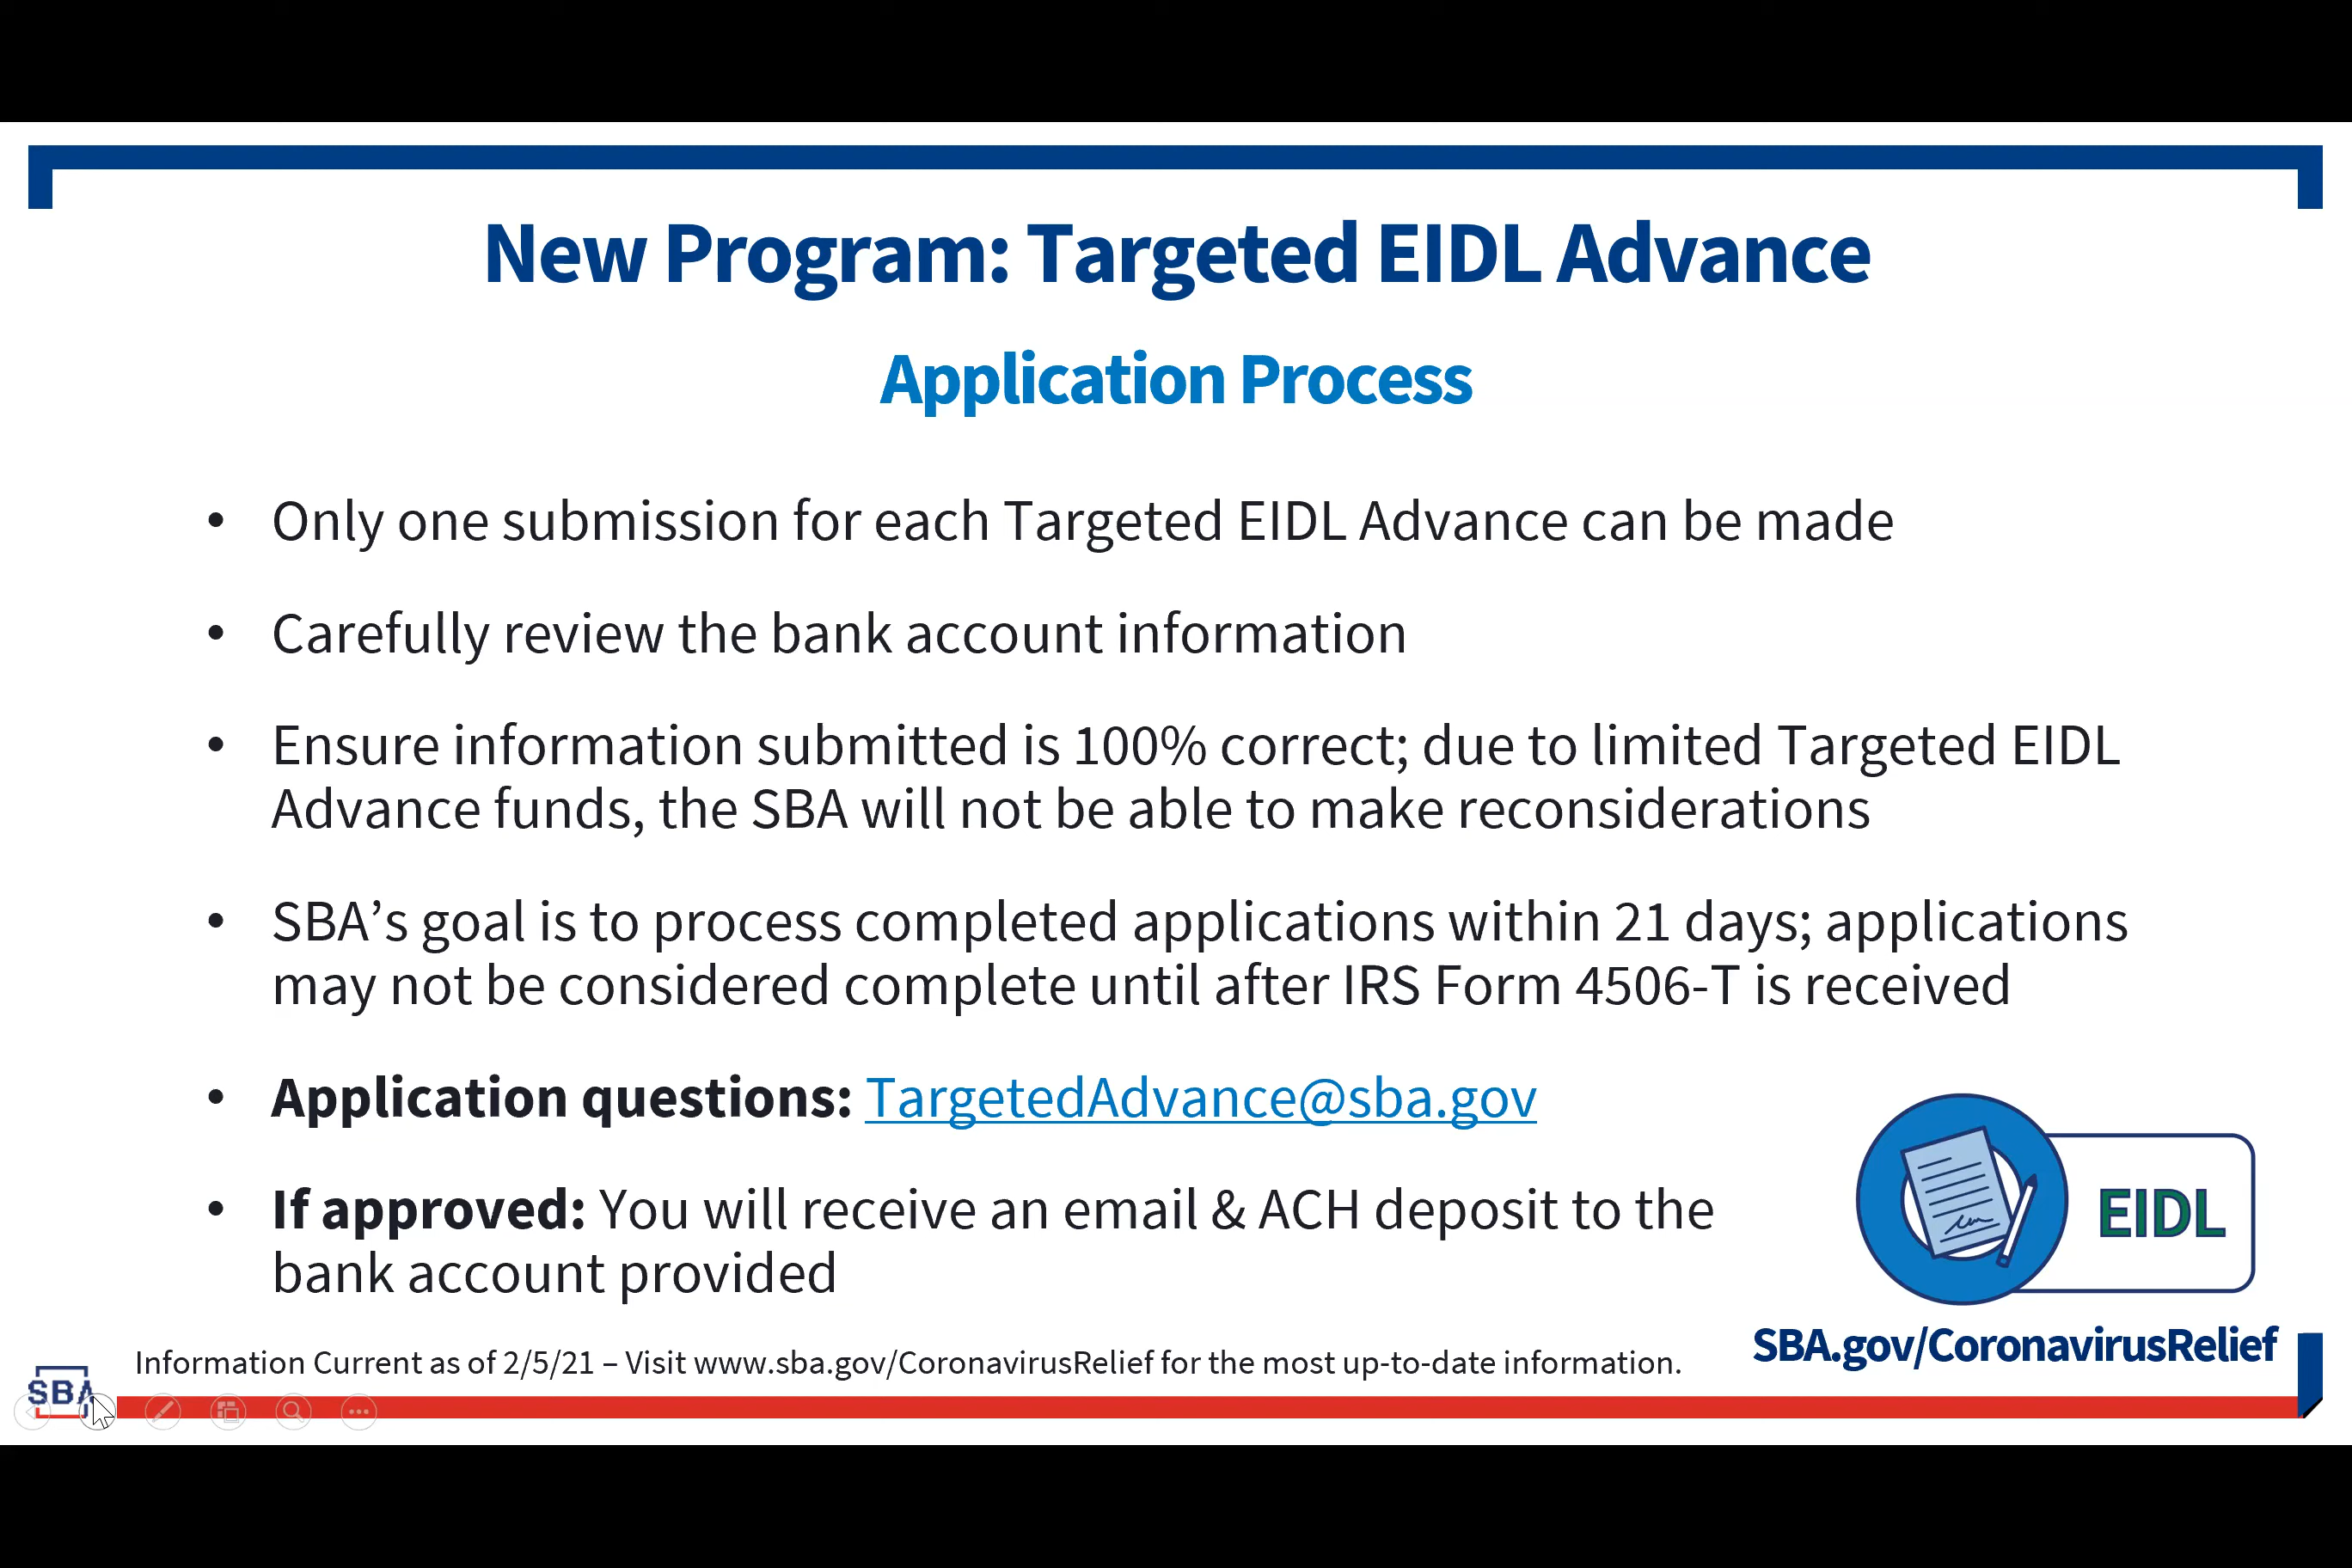 New Program: Targeted EIDL Advance
Application Process
• Only one submission for each Targeted EIDL Advance can be made
• Carefully review the bank account information
• Ensure information submitted is 100% correct; due to limited Targeted EIDL
Advance funds, the SBA will not be able to make reconsiderations
• SBA’s goal is to process completed applications within 21 days; applications
may not be considered complete until after IRS Form 4506-T is received
• Application questions: TargetedAdvance@sba.gov
• If approved: You will receive an email & ACH deposit to the
bank account provided
EIDL
SBA.gov/CoronavirusRelief
Information Current as of 2/5/21 – Visit www.sba.gov/CoronavirusRelief for the most up-to-date information.
SBA